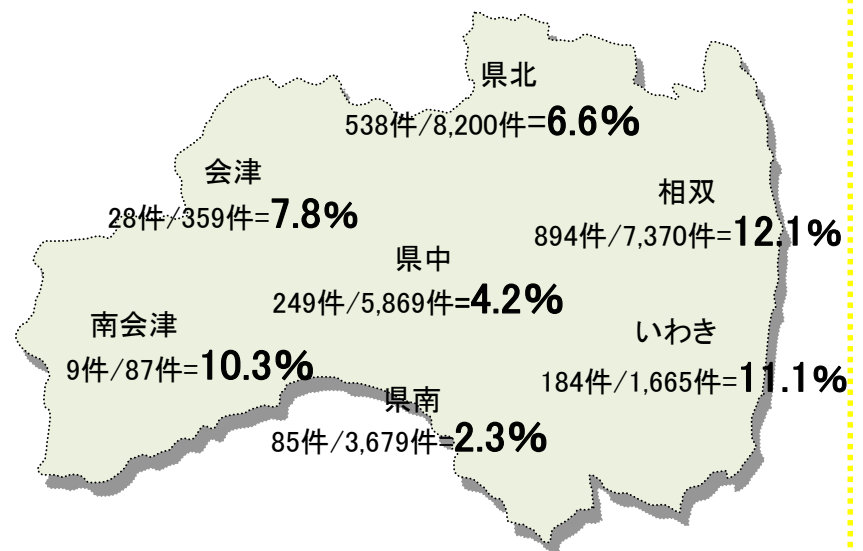 県北
538件/8,200件=6.6%
会津
28件/359件=7.8%
相双
894件/7,370件=12.1%
県中
249件/5,869件=4.2%
南会津
9件/87件=10.3%
いわき
184件/1,665件=11.1%
県南
85件/3,679件=2.3%